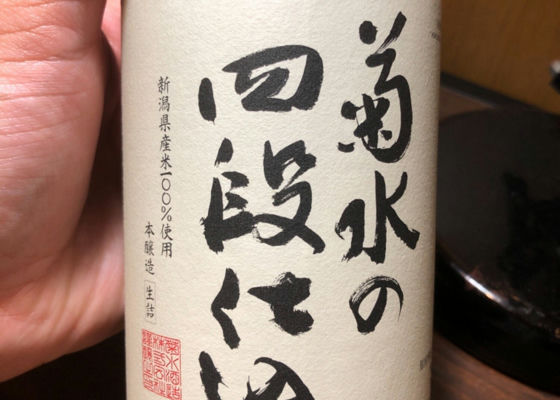 菊水の
四段仕
新潟県産米一〇〇%使用
本醸造 生詰